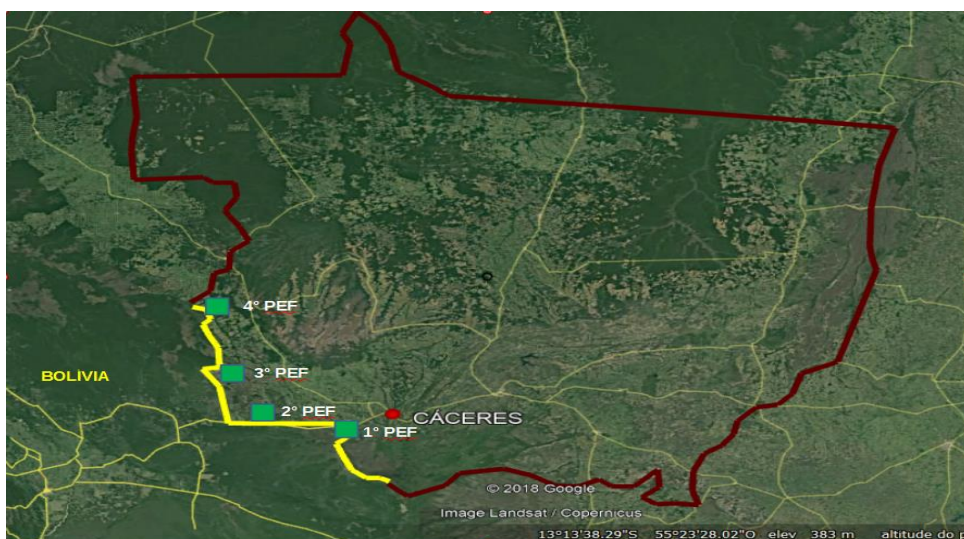 4° PEF
3° PEF
BOLÍVIA
2° PEF
CÁCERES
1° PEF
© 2018 Google
Image Landsat / Copernicus
13°13'38.29"S 55°23'28.02"O elev 383 m altitude do p